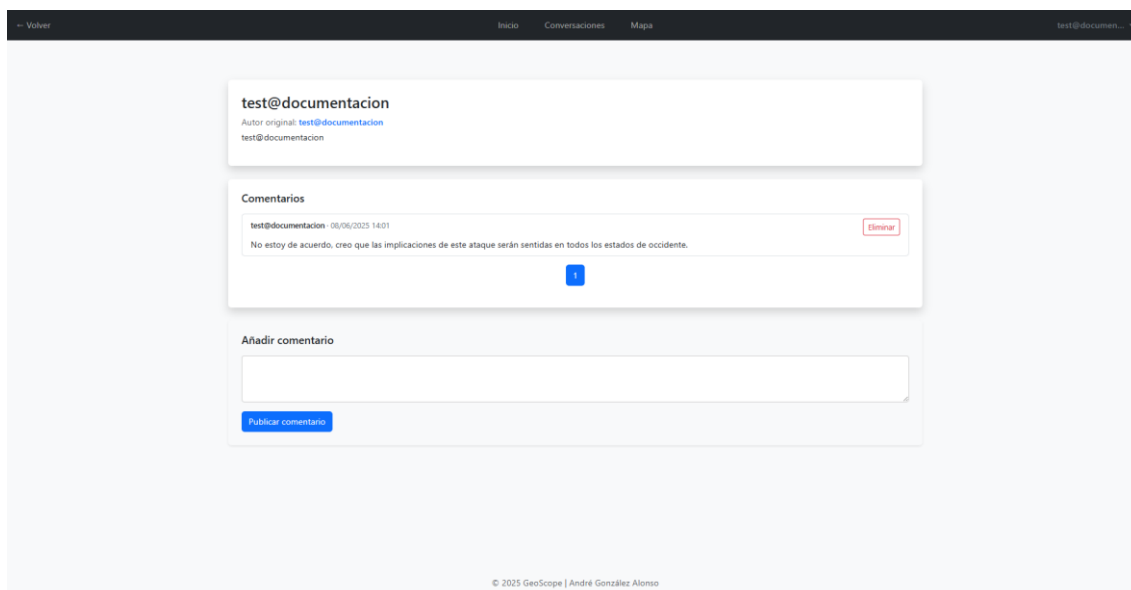 ← Volver Inicio Conversaciones Mapa test@documen...
test@documentacion
Autor original: test@documentacion
test@documentacion
Comentarios
test@documentacion · 08/06/2025 14:01 Eliminar
No estoy de acuerdo, creo que las implicaciones de este ataque serán sentidas en todos los estados de occidente.
1
Añadir comentario
Publicar comentario
© 2025 GeoScope | André González Alonso